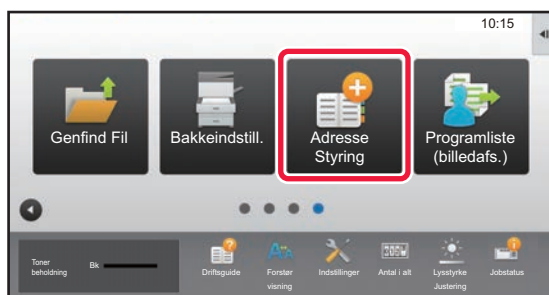 10:15
Genfind Fil
Bakkeindstill.
Adresse
Styring
Programliste
(billedafs.)
Toner
beholdning
Bk
Driftsguide
Forstør
visning
Indstillinger
Antal i alt
Lysstyrke
Justering
Jobstatus